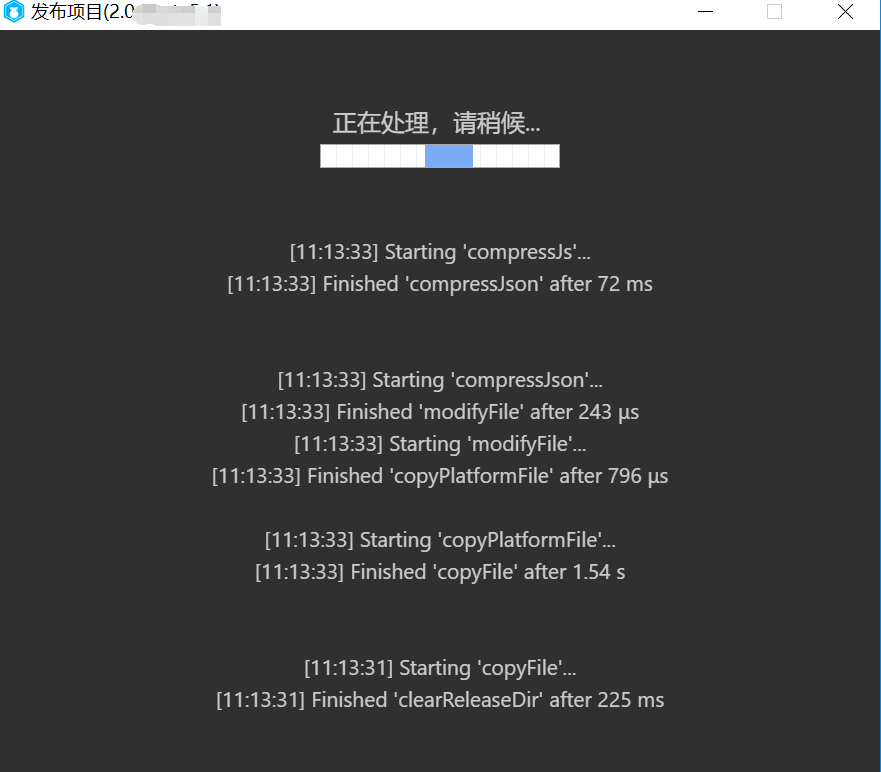 发布项目(2.0
正在处理，请稍候...
[11:13:33] Starting 'compressJs'...
[11:13:33] Finished 'compressJson' after 72 ms
[11:13:33] Starting 'compressJson'...
[11:13:33] Finished 'modifyFile' after 243 μs
[11:13:33] Starting 'modifyFile'...
[11:13:33] Finished 'copyPlatformFile' after 796 μs
[11:13:33] Starting 'copyPlatformFile'...
[11:13:33] Finished 'copyFile' after 1.54 s
[11:13:31] Starting 'copyFile'...
[11:13:31] Finished 'clearReleaseDir' after 225 ms